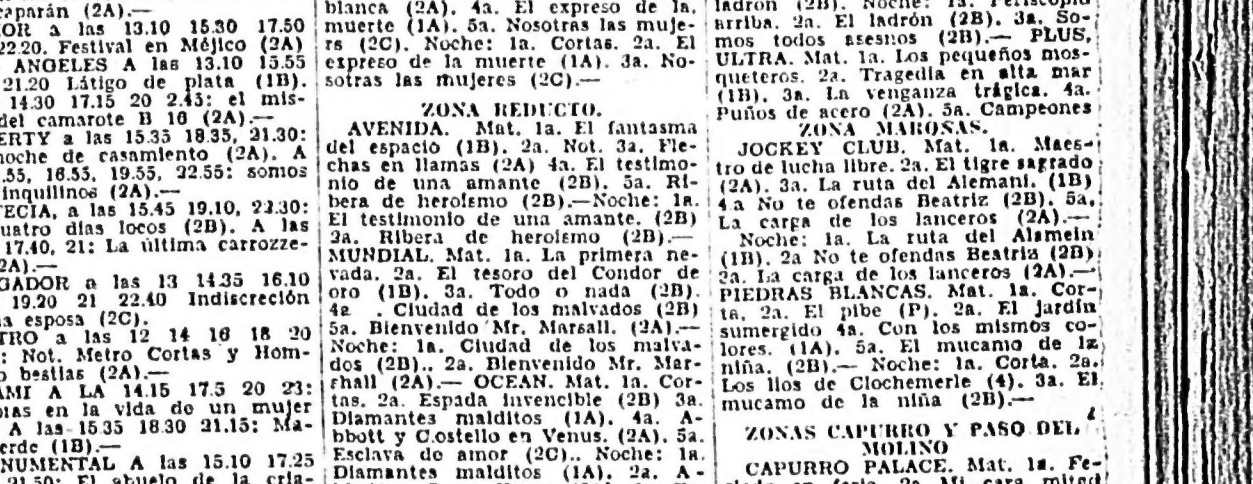 caparán (2A).—
OR a las 13.10 15.30 17.50
22.20. Festival en Méjico (2A)
ANGELES A las 13.10 15.55
21.20 Látigo de plata (1B).
14.30 17.15 20 2.45: el mis-
del camarote B 16 (2A).—
ERTY a las 15.35 18.35, 21.30:
noche de casamiento (2A). A
.55, 16.55, 19.55, 22.55: somos
inquilinos (2A).—
ECIA, a las 15.45 19.10, 22.30:
uatro días locos (2B). A las
17.40, 21: La última carrozze-
2A).—
GADOR a las 13 14.35 16.10
19.20 21 22.40 Indiscreción
a esposa (2C).
TRO a las 12 14 16 18 20
: Not. Metro Cortas y Hom-
o bestias (2A).—
AMI A LA 14.15 17.5 20 23:
oras en la vida do un mujer
A las 15.35 18.30 21.15: Ma-
erde (1B).—
NUMENTAL A las 15.10 17.25
21.50: El abuelo de la cria-
blanca (2A). 4a. El expreso de la
muerte (1A). 5a. Nosotras las muje-
rs (2C). Noche: 1a. Cortas. 2a. El
expreso de la muerte (1A). 3a. No-
sotras las mujeres (2C).—
ZONA REDUCTO.
AVENIDA. Mat. 1a. El fantasma
del espació (1B). 2a. Not. 3a. Fle-
chas en llamas (2A) 4a. El testimo-
nio de una amante (2B). 5a. Ri-
bera de heroísmo (2B).—Noche: 1a.
El testimonio de una amante. (2B)
2a. Ribera de heroísmo (2B).—
MUNDIAL. Mat. 1a. La primera ne-
vada. 2a. El tesoro del Condor de
oro (1B). 3a. Todo o nada (2B).
4a . Ciudad de los malvados (2B)
5a. Bienvenido Mr. Marsall. (2A).—
Noche: 1a. Ciudad de los malva-
dos (2B).. 2a. Bienvenido Mr. Mar-
shall (2A).— OCEAN. Mat. 1a. Cor-
tas. 2a. Espada invencible (2B) 3a.
Diamantes malditos (1A). 4a. A-
bbott y Costello en Venus. (2A). 5a.
Esclava de amor (2C).. Noche: 1a.
Diamantes malditos (1A). 2a. A-
ladrón (2B). Noche: 1a. Periscopio
arriba. 2a. El ladrón (2B). 3a. So-
mos todos asesnos (2B).— PLUS,
ULTRA. Mat. 1a. Los pequeños mos-
queteros. 2a. Tragedia en alta mar
(1B). 3a. La venganza trágica. 4a.
Puños de acero (2A). 5a. Campeones
ZONA MAROÑAS.
JOCKEY CLUB. Mat. 1a. Maes-
tro de lucha libre. 2a. El tigre sagrado
(2A). 3a. La ruta del Alemani. (1B)
4.a No te ofendas Beatriz (2B). 5a.
La carga de los lanceros (2A).—
Noche: 1a. La ruta del Alamein
(1B). 2a No te ofendas Beatriz (2B)
3a. La carga de los lanceros (2A).—
PIEDRAS BLANCAS. Mat. 1a. Cor-
ta. 2a. El pibe (P). 2a. El jardín
sumergido 4a. Con los mismos co-
lores. (1A). 5a. El mucamo de la
niña. (2B).— Noche: 1a. Corta. 2a.
Los líos de Clochemerle (4). 3a. El
mucamo de la niña (2B).—
ZONAS CAPURRO Y PASO DEL
MOLINO
CAPURRO PALACE. Mat. 1a. Fe-